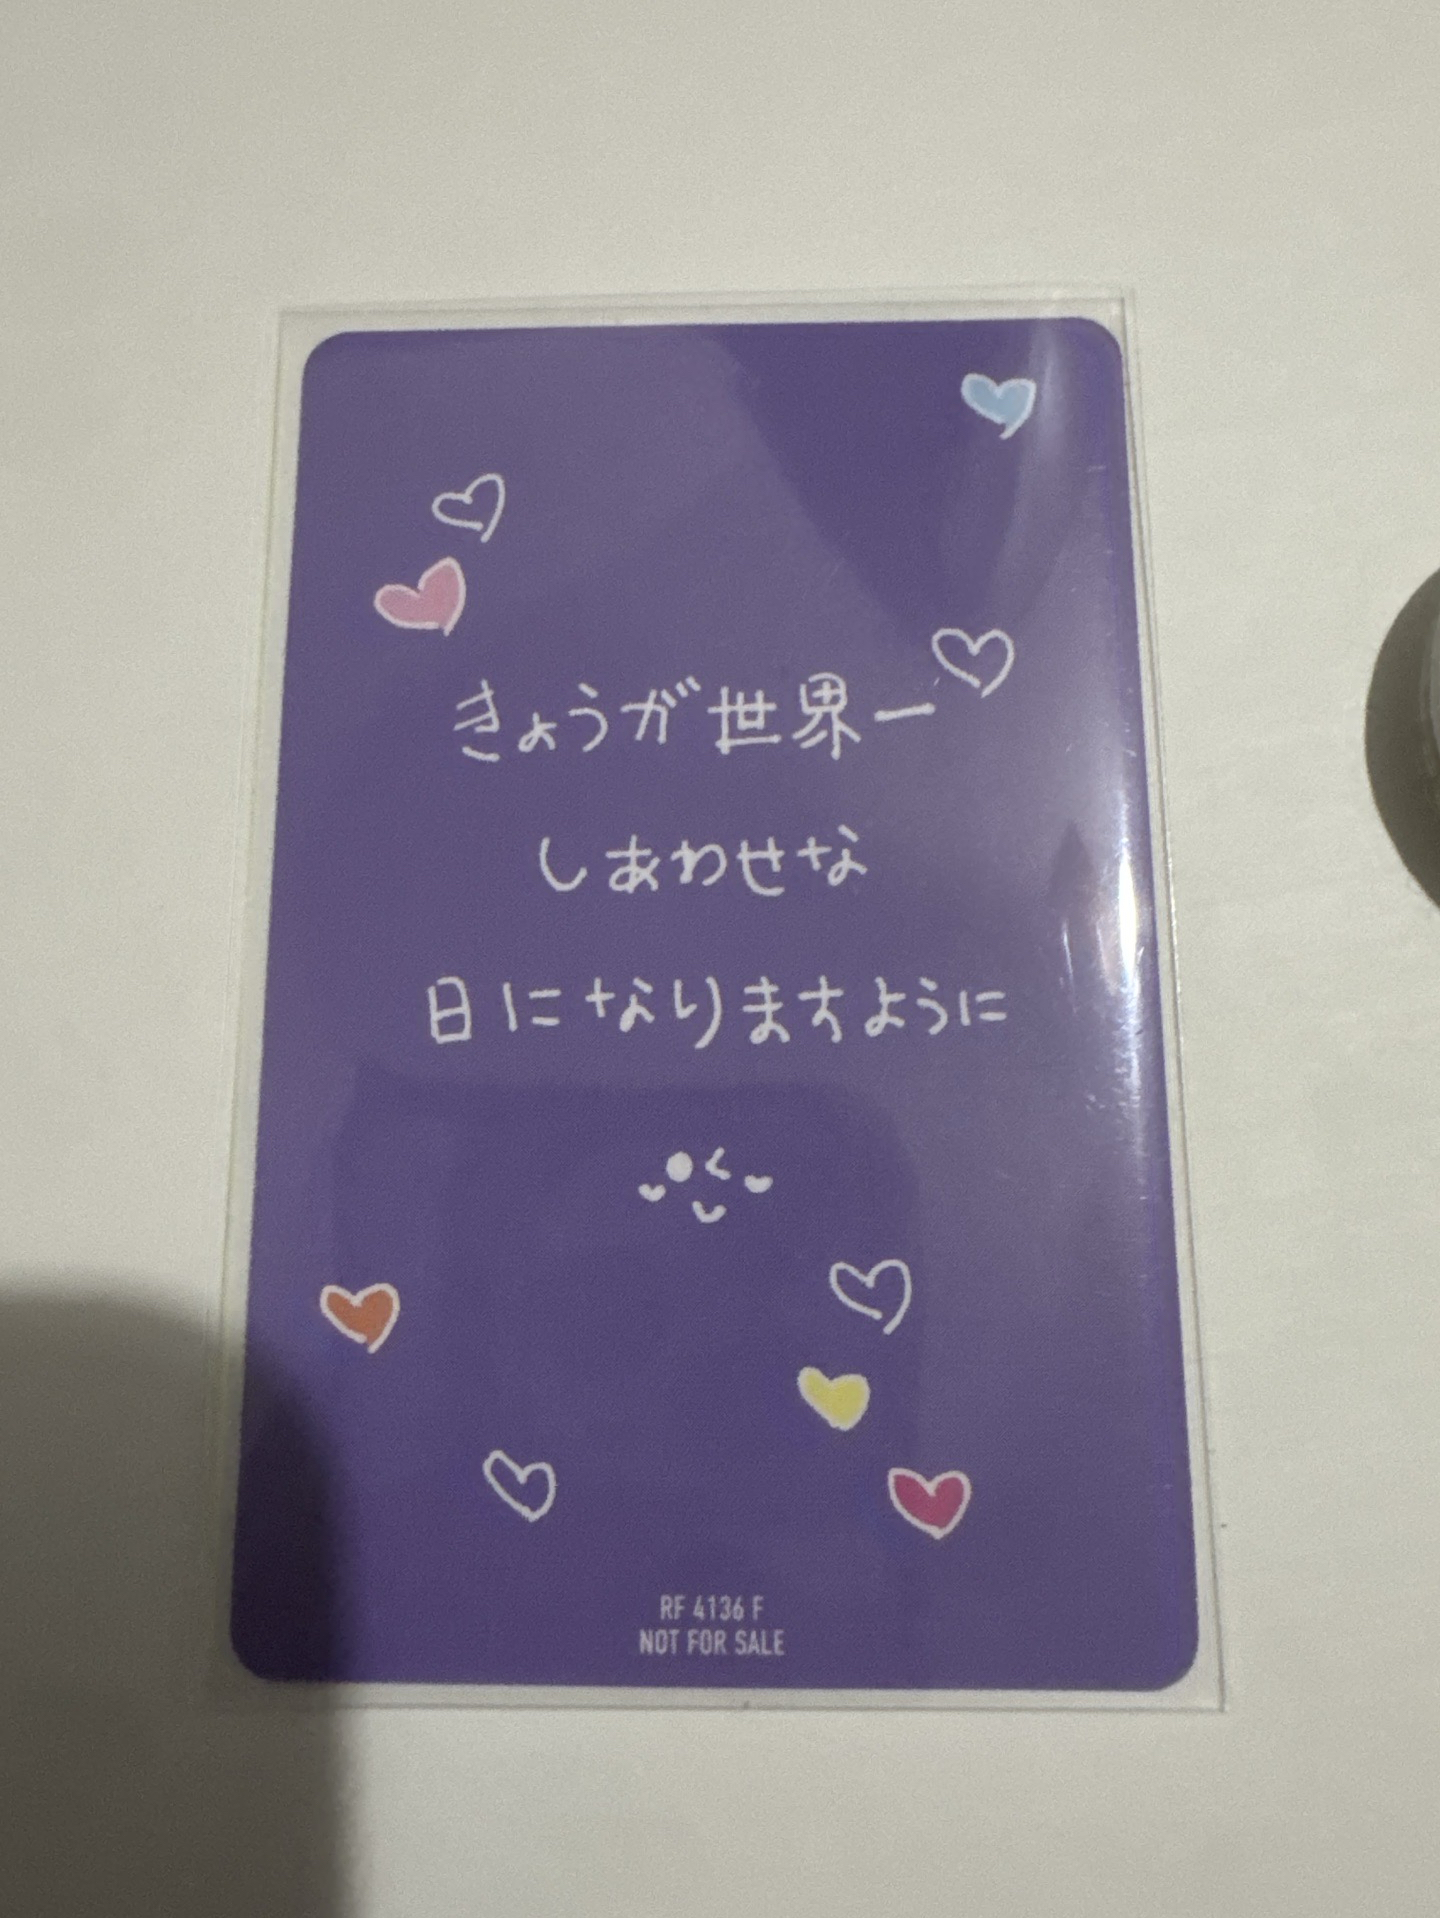 きょうが世界一
しあわせな
日になりますように
RF 4136 F
NOT FOR SALE